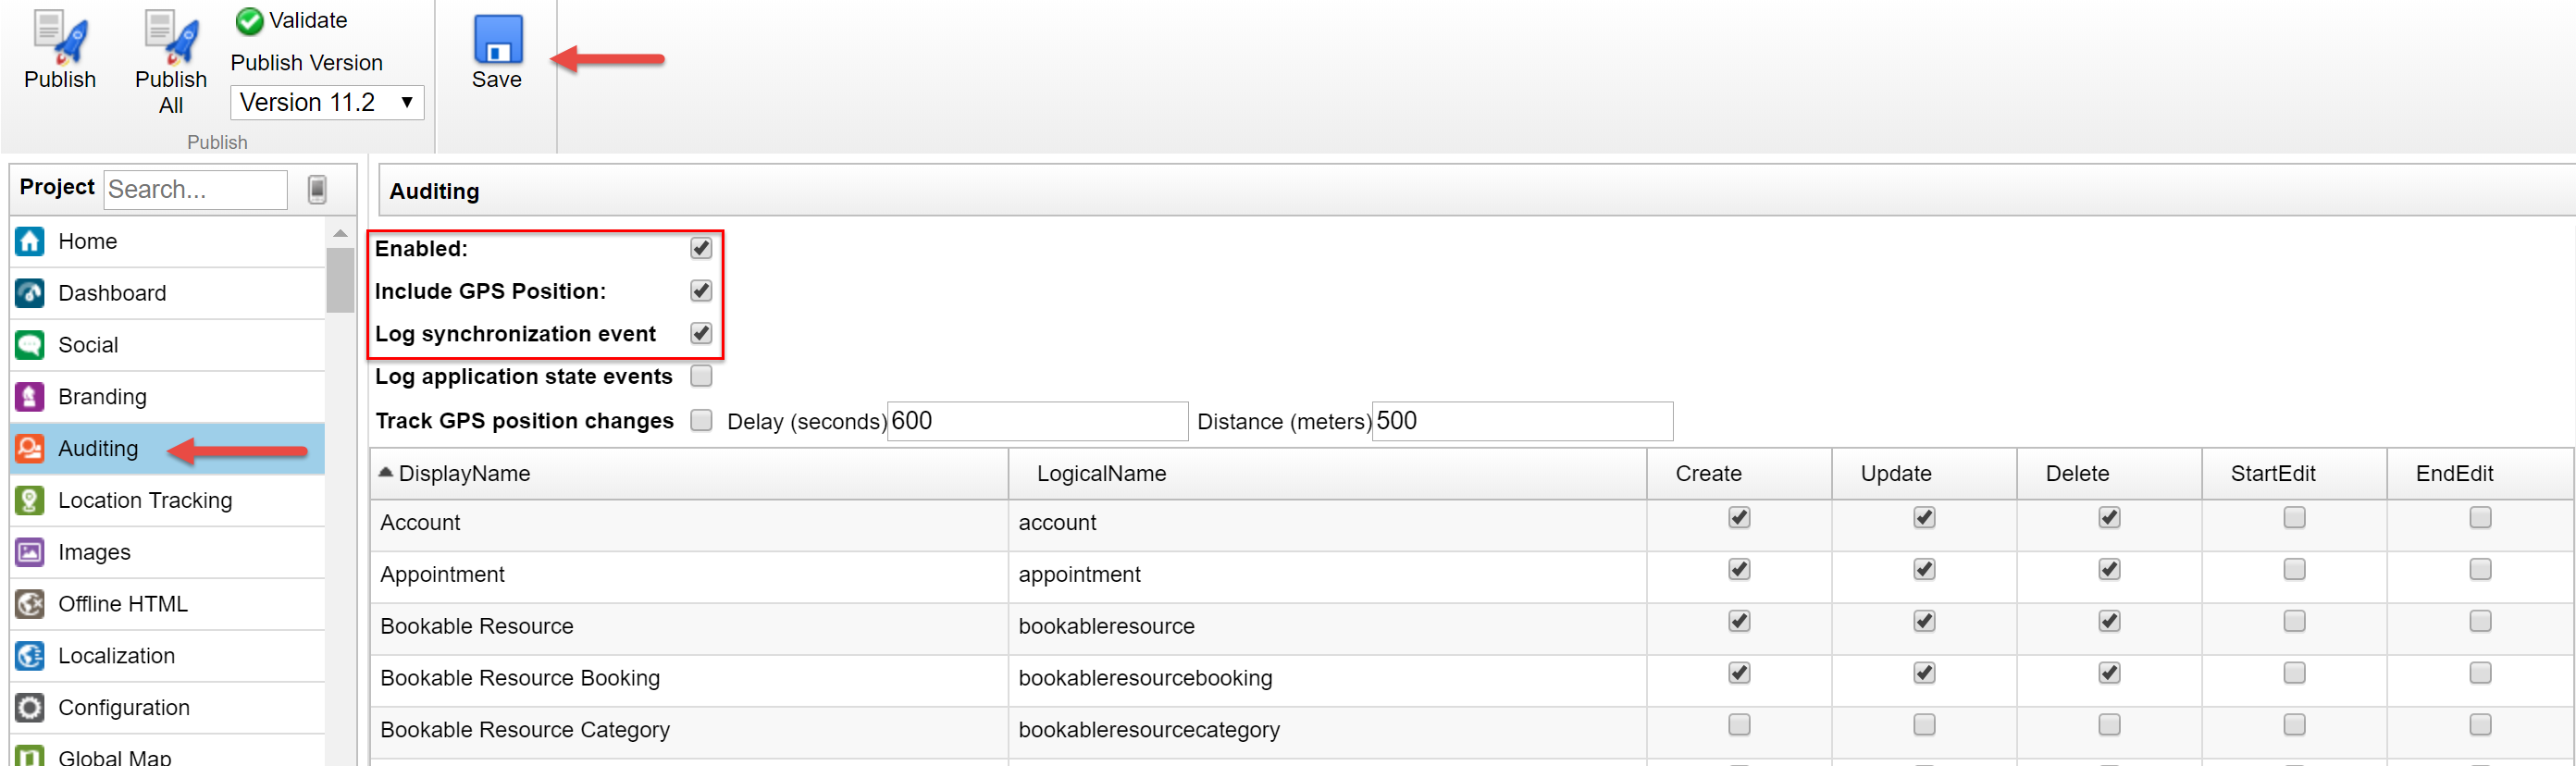 Publish
Publish All
Validate
Publish Version
Version 11.2
Publish
Save
Project Search...
Home
Dashboard
Social
Branding
Auditing
Location Tracking
Images
Offline HTML
Localization
Configuration
Global Map
Auditing
Enabled:
Include GPS Position:
Log synchronization event
Log application state events
Track GPS position changes Delay (seconds) 600 Distance (meters) 500
DisplayName LogicalName Create Update Delete StartEdit EndEdit
Account account
Appointment appointment
Bookable Resource bookableresource
Bookable Resource Booking bookableresourcebooking
Bookable Resource Category bookableresourcecategory